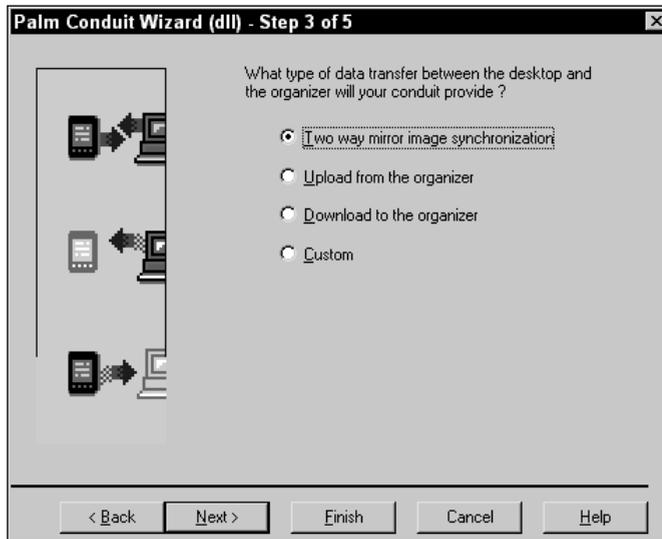 Palm Conduit Wizard (dll) - Step 3 of 5
What type of data transfer between the desktop and
the organizer will your conduit provide ?
Two way mirror image synchronization
Upload from the organizer
Download to the organizer
Custom
< Back Next > Finish Cancel Help